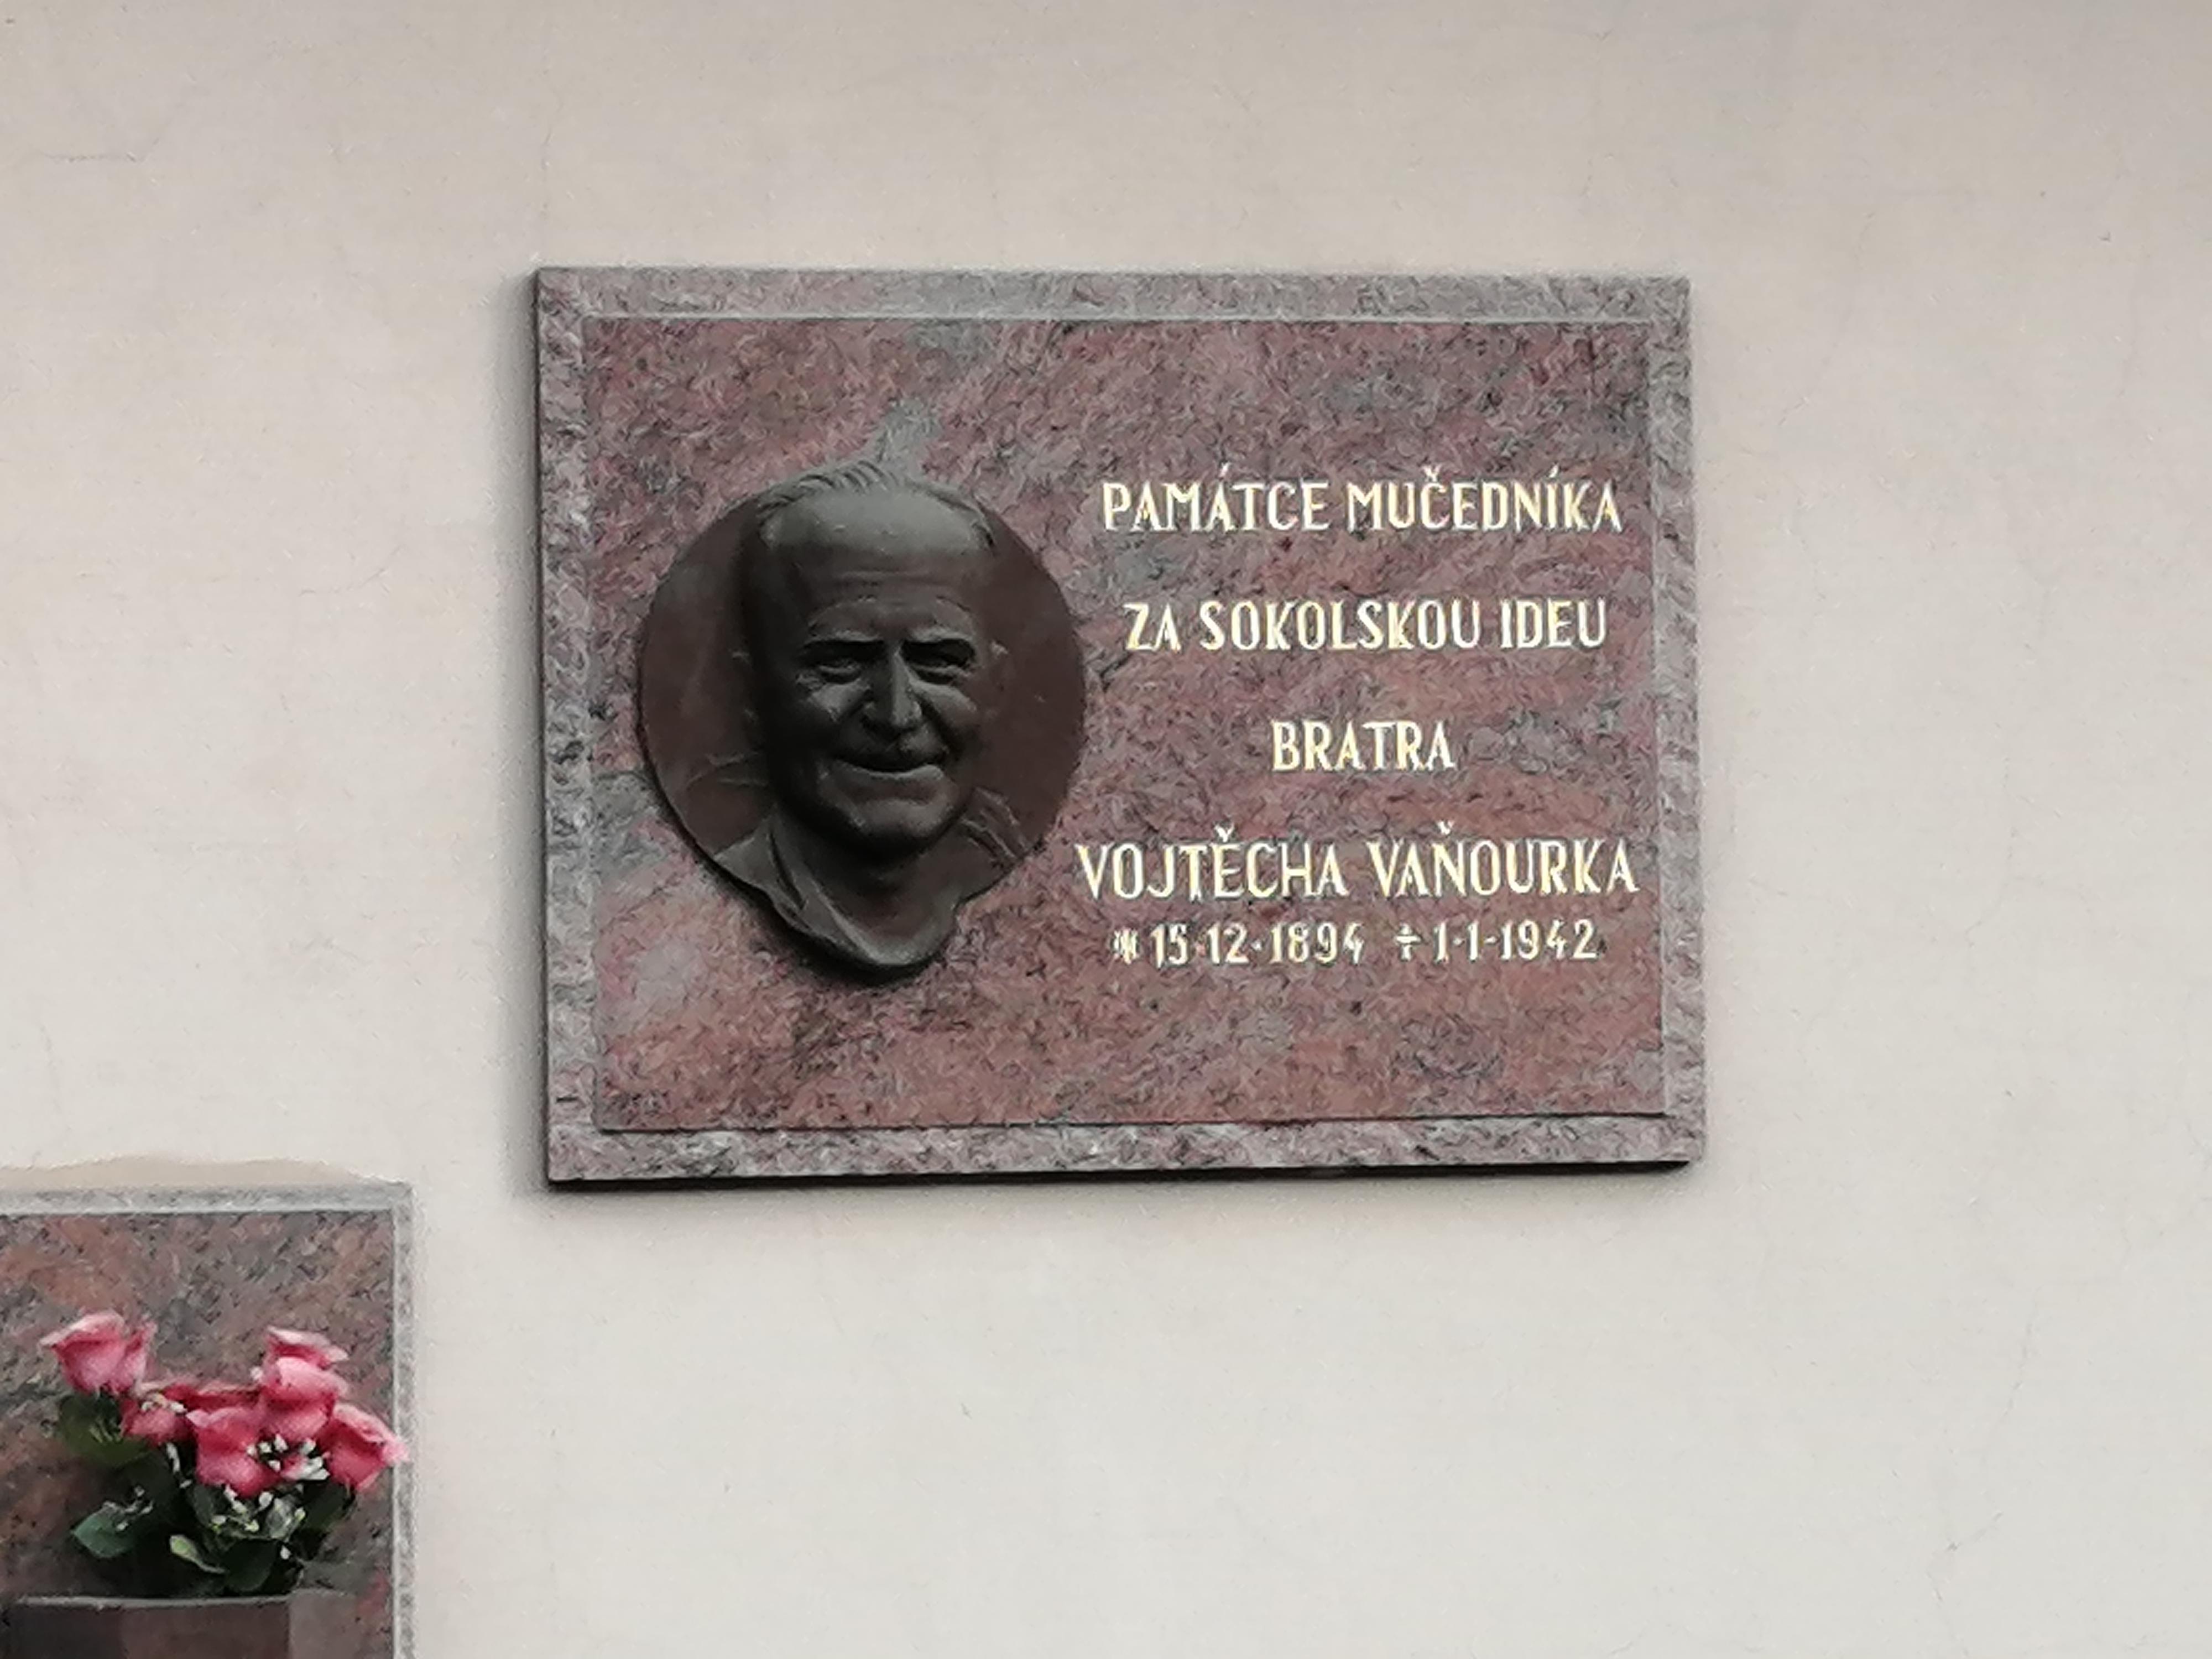 PAMÁTCE MUČEDNÍKA
ZA SOKOLSKOU IDEU
BRATRA
VOJTĚCHA VAŇOURKA
* 15·12·1894 ÷ 1·1·1942